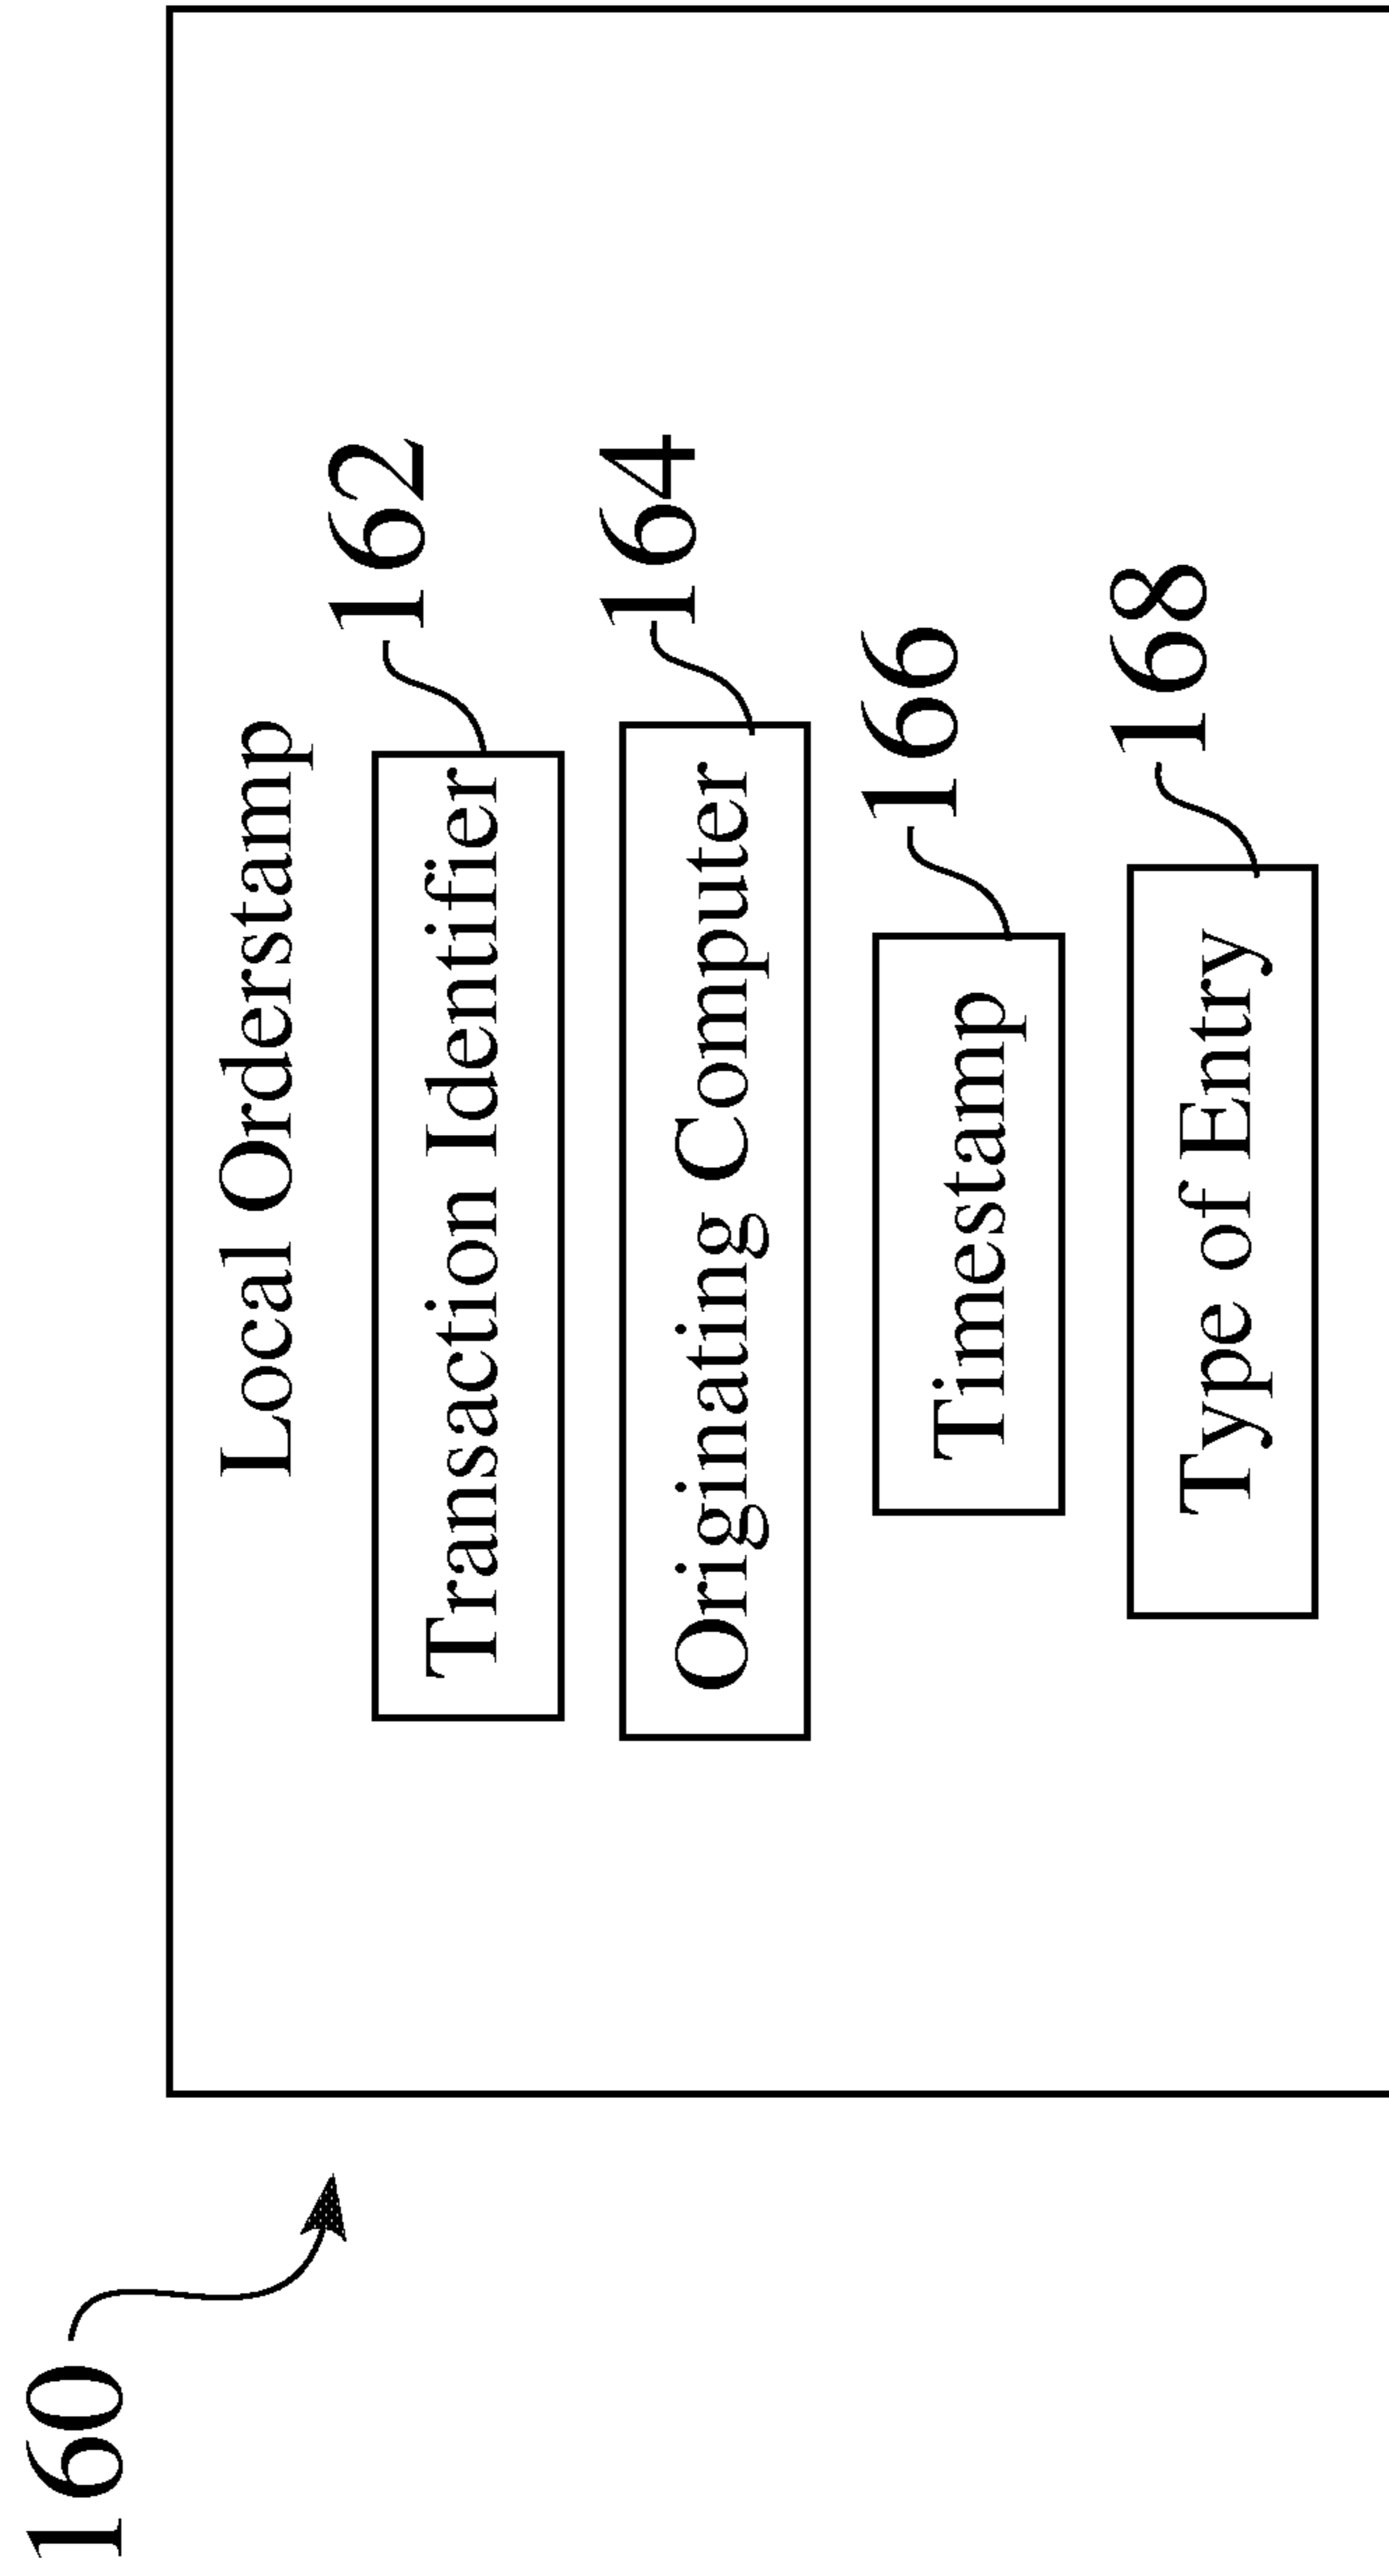 160
Local Orderstamp
162
Transaction Identifier
164
Originating Computer
166
Timestamp
168
Type of Entry